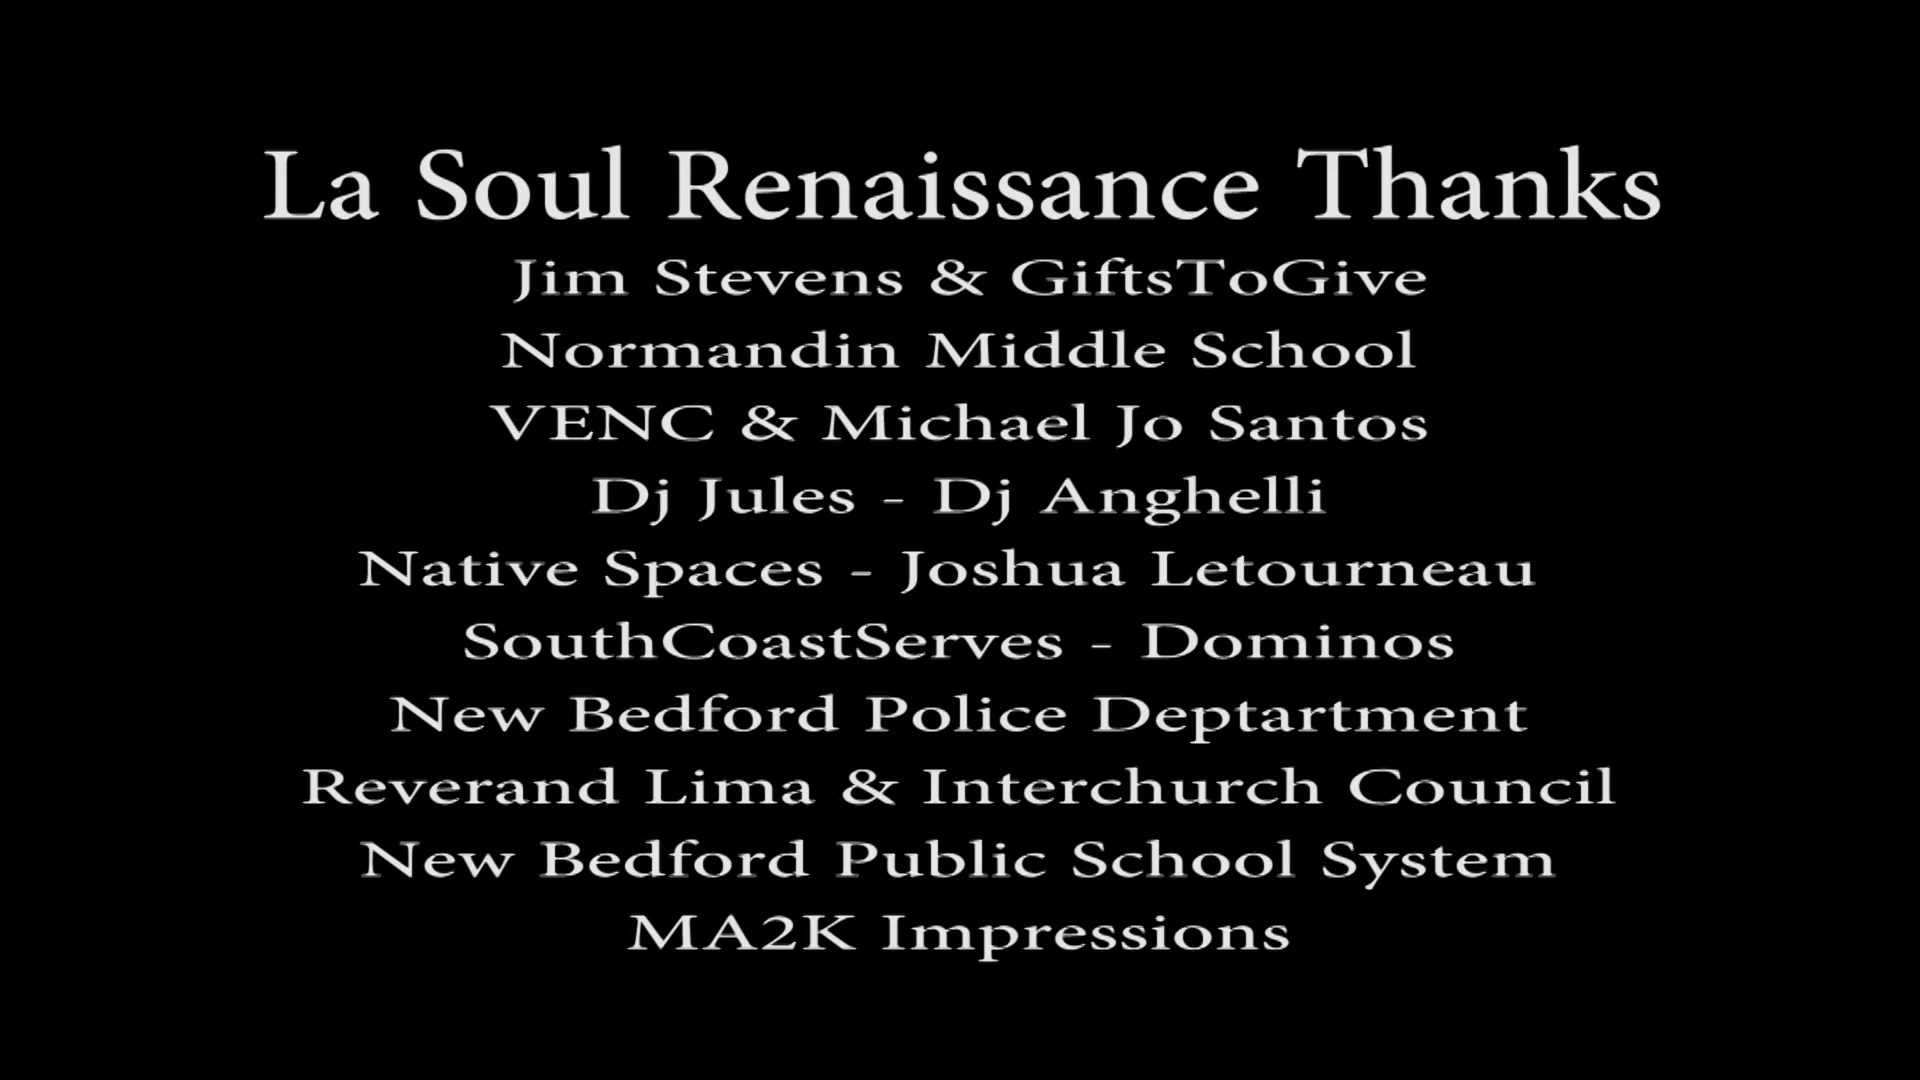 La Soul Renaissance Thanks
Jim Stevens & GiftsToGive
Normandin Middle School
VENC & Michael Jo Santos
Dj Jules - Dj Anghelli
Native Spaces - Joshua Letourneau
SouthCoastServes - Dominos
New Bedford Police Deptartment
Reverand Lima & Interchurch Council
New Bedford Public School System
MA2K Impressions